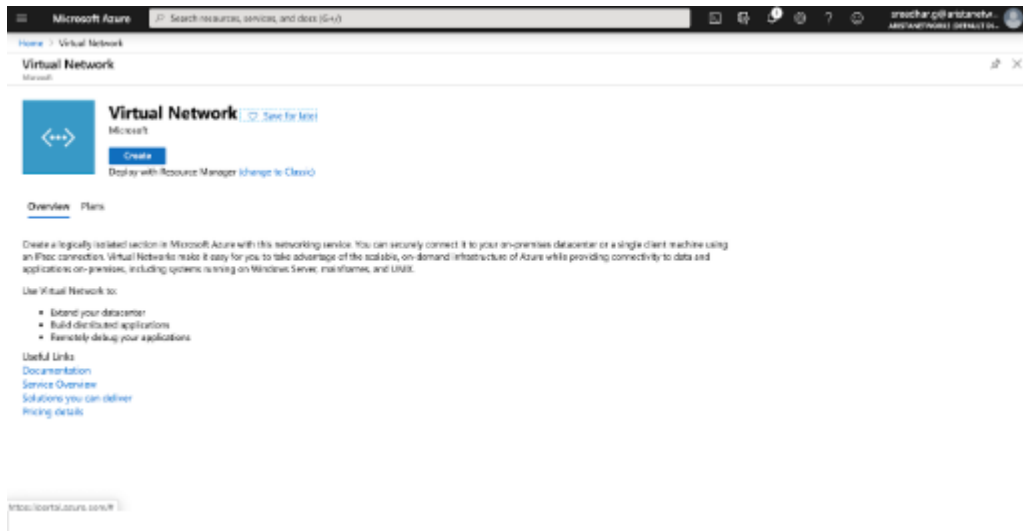 Microsoft Azure
Search resources, services, and docs (G+/)
Home > Virtual Network
Virtual Network
Microsoft
Virtual Network
Save for later
Microsoft
Create
Deploy with Resource Manager (change to Classic)
Overview Plans
Create a logically isolated section in Microsoft Azure with this networking service. You can securely connect it to your on-premises datacenter or a single client machine using
an IPsec connection. Virtual Networks make it easy for you to take advantage of the scalable, on-demand infrastructure of Azure while providing connectivity to data and
applications on-premises, including systems running on Windows Server, mainframes, and UNIX.
Use Virtual Network to:
Extend your datacenter
Build distributed applications
Remotely debug your applications
Useful Links
Documentation
Service Overview
Solutions you can deliver
Pricing details
https://portal.azure.com/#